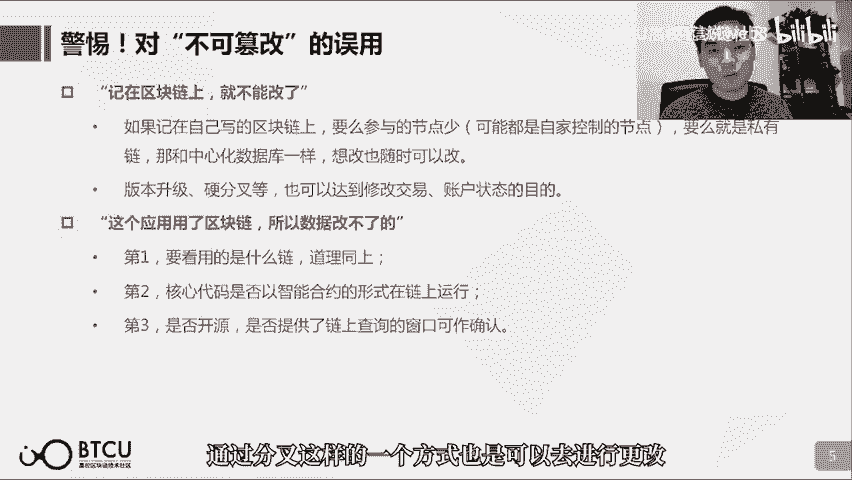 警惕！对“不可篡改”的误用
bilibili
“记在区块链上，就不能改了”
如果记在自己写的区块链上，要么参与的节点少（可能都是自家控制的节点），要么就是私有
链，那和中心化数据库一样，想改也随时可以改。
版本升级、硬分叉等，也可以达到修改交易、账户状态的目的。
“这个应用用了区块链，所以数据改不了的”
第1，要看用的是什么链，道理同上；
第2，核心代码是否以智能合约的形式在链上运行；
第3，是否开源，是否提供了链上查询的窗口可作确认。
BTCU
高校区块链技术社区
通过分叉这样的一个方式也是可以去进行更改
5